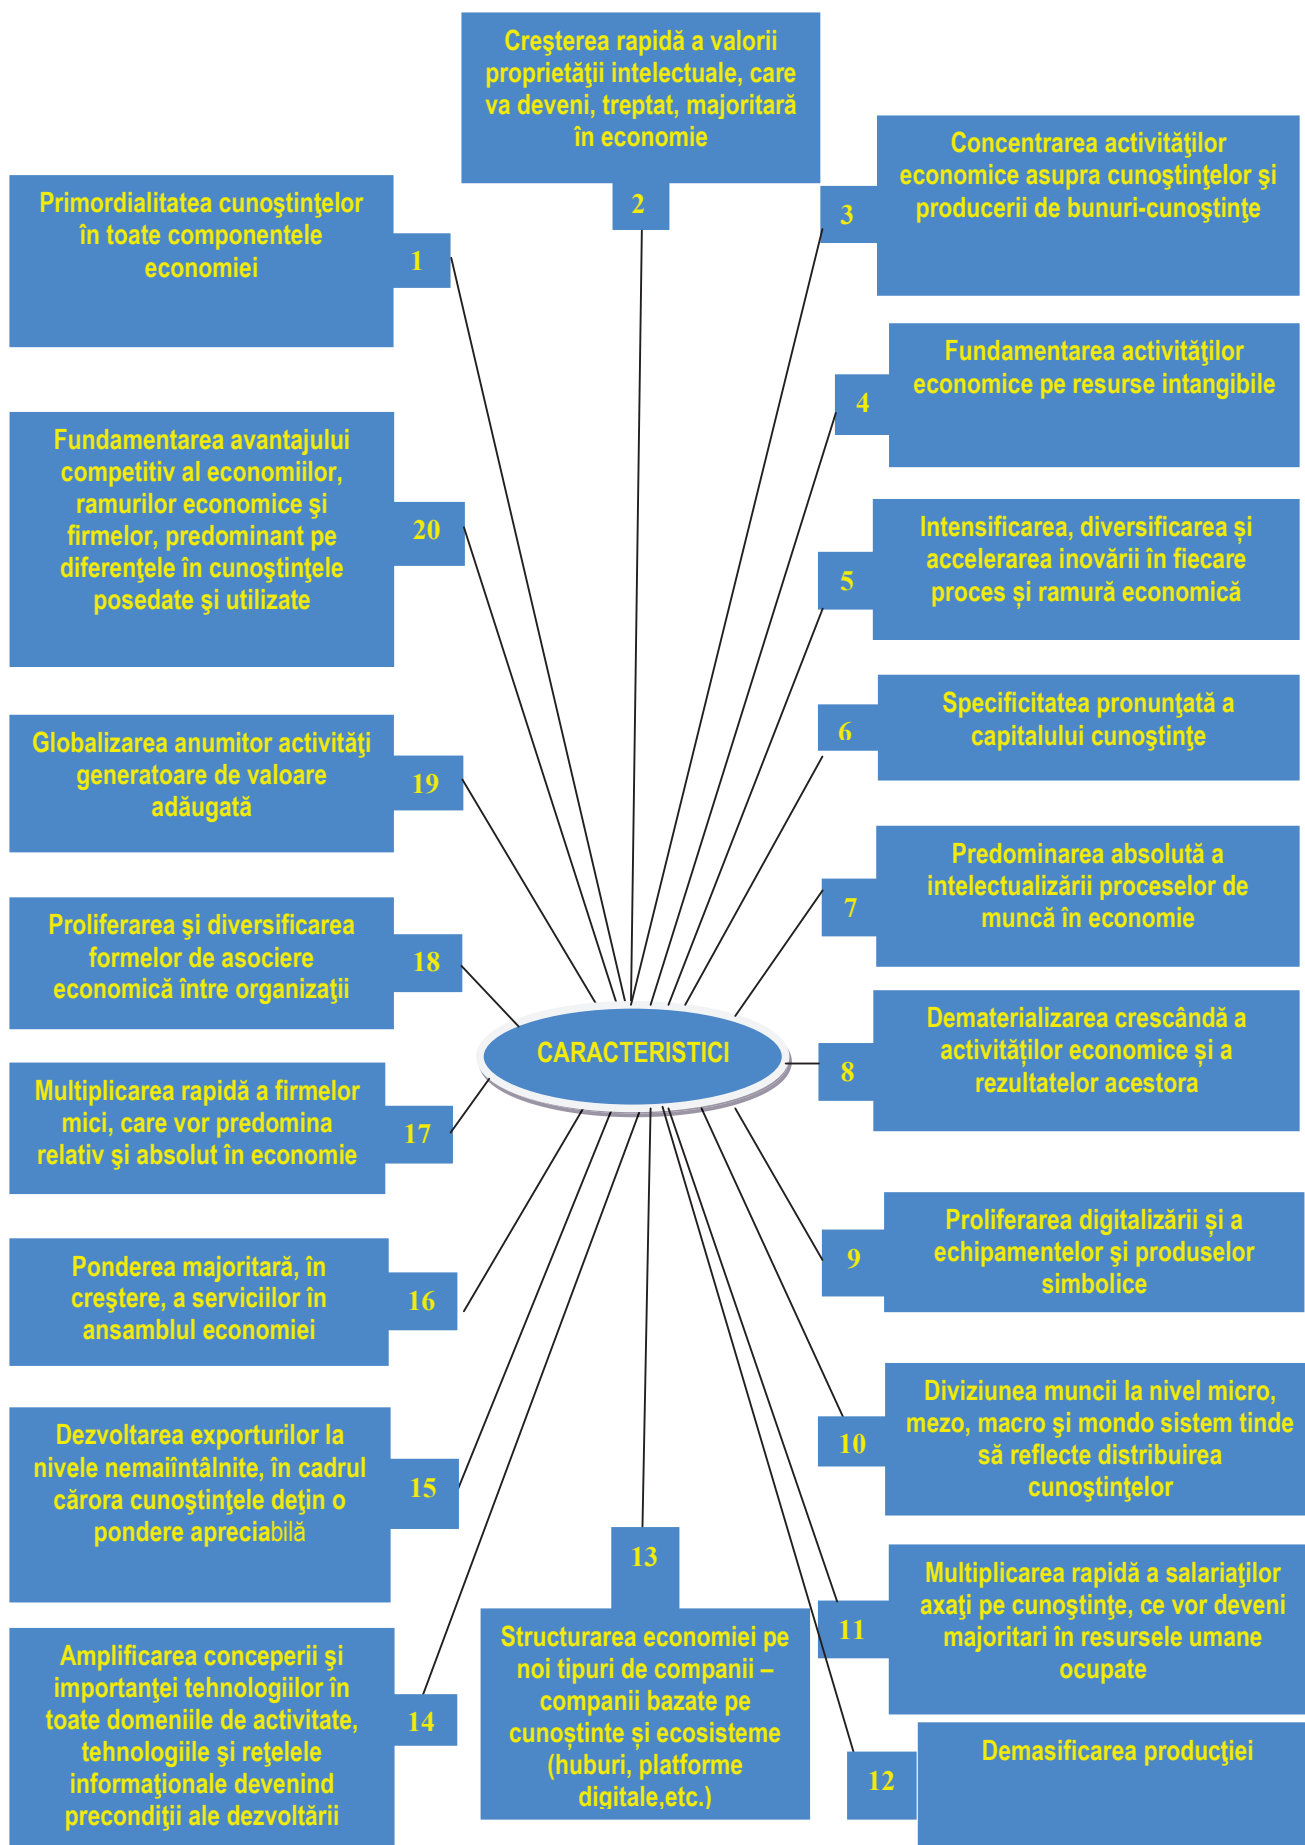 Creşterea rapidă a valorii
proprietăţii intelectuale, care
va deveni, treptat, majoritară
în economie
2
Concentrarea activităţilor
economice asupra cunoştinţelor şi
producerii de bunuri-cunoştinţe
3
Primordialitatea cunoştinţelor
în toate componentele
economiei
1
Fundamentarea activităţilor
economice pe resurse intangibile
4
Fundamentarea avantajului
competitiv al economiilor,
ramurilor economice şi
firmelor, predominant pe
diferenţele în cunoştinţele
posedate şi utilizate
20
Intensificarea, diversificarea și
accelerarea inovării în fiecare
proces și ramură economică
5
Specificitatea pronunţată a
capitalului cunoştinţe
6
Globalizarea anumitor activităţi
generatoare de valoare
adăugată
19
Predominarea absolută a
intelectualizării proceselor de
muncă în economie
7
Proliferarea şi diversificarea
formelor de asociere
economică între organizaţii
18
Dematerializarea crescândă a
activităților economice și a
rezultatelor acestora
8
CARACTERISTICI
Multiplicarea rapidă a firmelor
mici, care vor predomina
relativ şi absolut în economie
17
Proliferarea digitalizării și a
echipamentelor şi produselor
simbolice
9
Ponderea majoritară, în
creştere, a serviciilor în
ansamblul economiei
16
Diviziunea muncii la nivel micro,
mezo, macro şi mondo sistem tinde
să reflecte distribuirea
cunoştinţelor
10
Dezvoltarea exporturilor la
nivele nemaiîntâlnite, în cadrul
cărora cunoştinţele deţin o
pondere apreciabilă
15
13
Structurarea economiei pe
noi tipuri de companii –
companii bazate pe
cunoștinte și ecosisteme
(huburi, platforme
digitale,etc.)
Multiplicarea rapidă a salariaţilor
axaţi pe cunoştinţe, ce vor deveni
majoritari în resursele umane
ocupate
11
Amplificarea conceperii şi
importanţei tehnologiilor în
toate domeniile de activitate,
tehnologiile şi reţelele
informaţionale devenind
precondiţii ale dezvoltării
14
Demasificarea producţiei
12